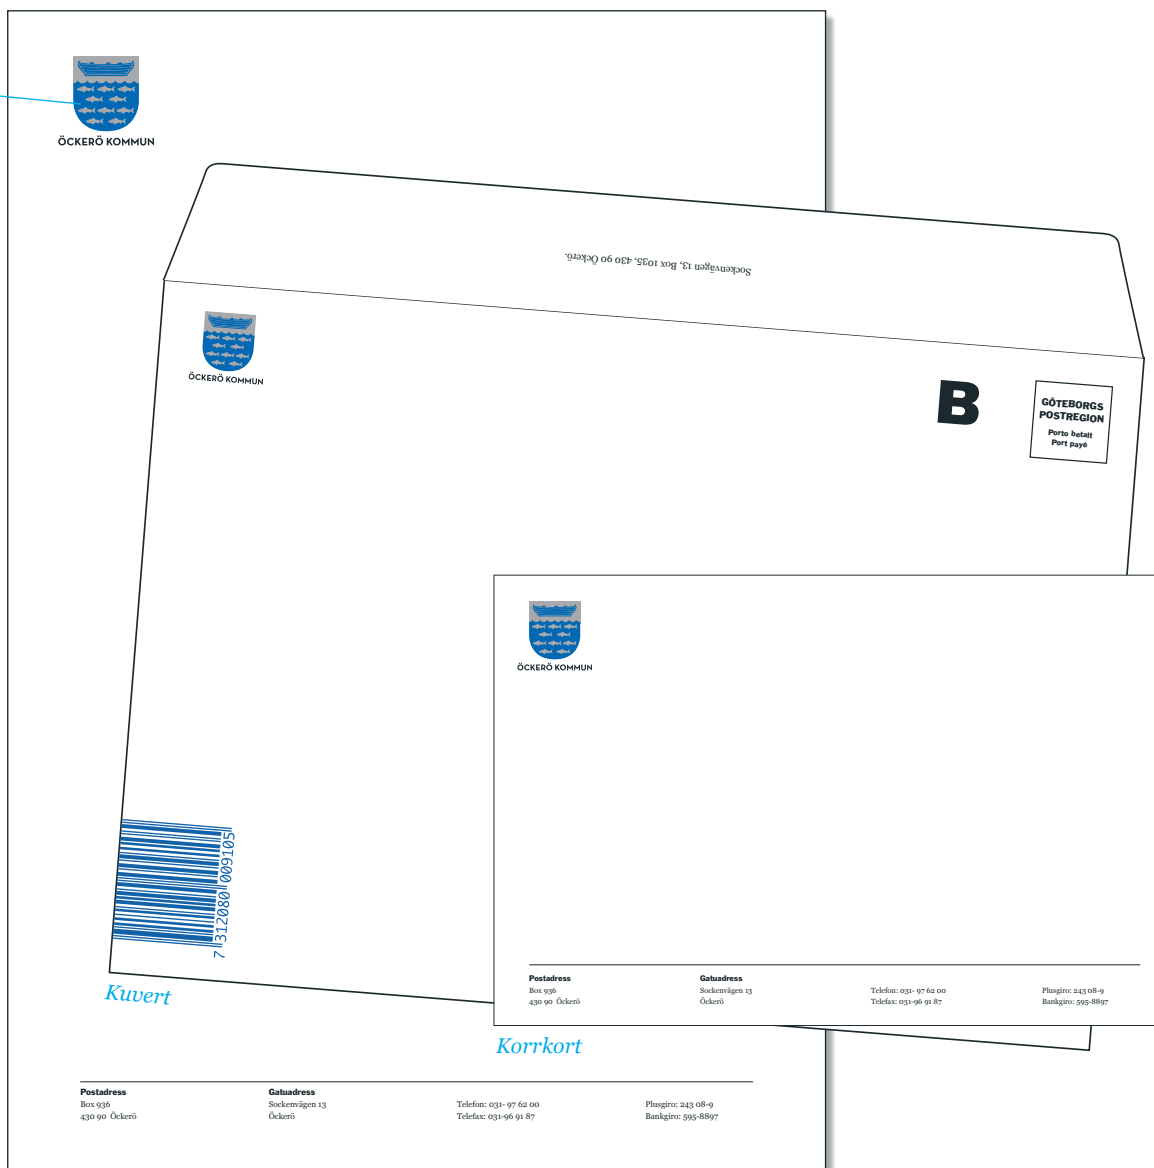 ÖCKERÖ KOMMUN
Sockenvägen 13, Box 1035, 430 90 Öckerö.
ÖCKERÖ KOMMUN
B
GÖTEBORGS
POSTREGION
Porto betalt
Port payé
ÖCKERÖ KOMMUN
7 312080 009105
Kuvert
Postadress
Box 936
430 90 Öckerö
Gatuadress
Sockenvägen 13
Öckerö
Telefon: 031- 97 62 00
Telefax: 031-96 91 87
Plusgiro: 243 08-9
Bankgiro: 595-8897
Korrkort
Postadress
Box 936
430 90 Öckerö
Gatuadress
Sockenvägen 13
Öckerö
Telefon: 031- 97 62 00
Telefax: 031-96 91 87
Plusgiro: 243 08-9
Bankgiro: 595-8897